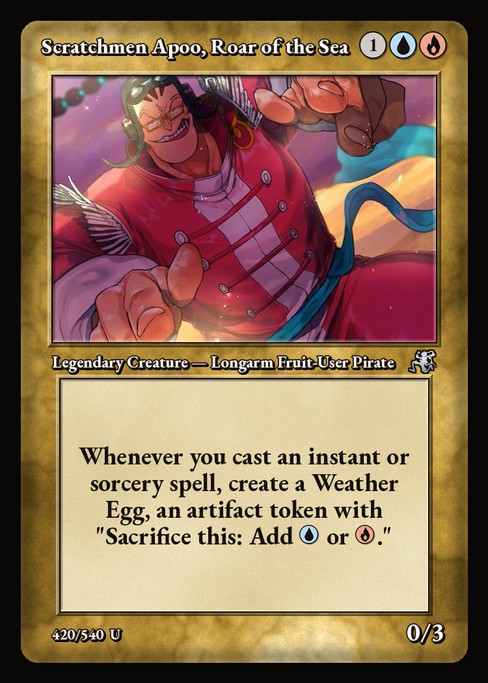 Scratchmen Apoo, Roar of the Sea 1
Legendary Creature — Longarm Fruit-User Pirate
Whenever you cast an instant or
sorcery spell, create a Weather
Egg, an artifact token with
"Sacrifice this: Add or ."
420/540 U
0/3